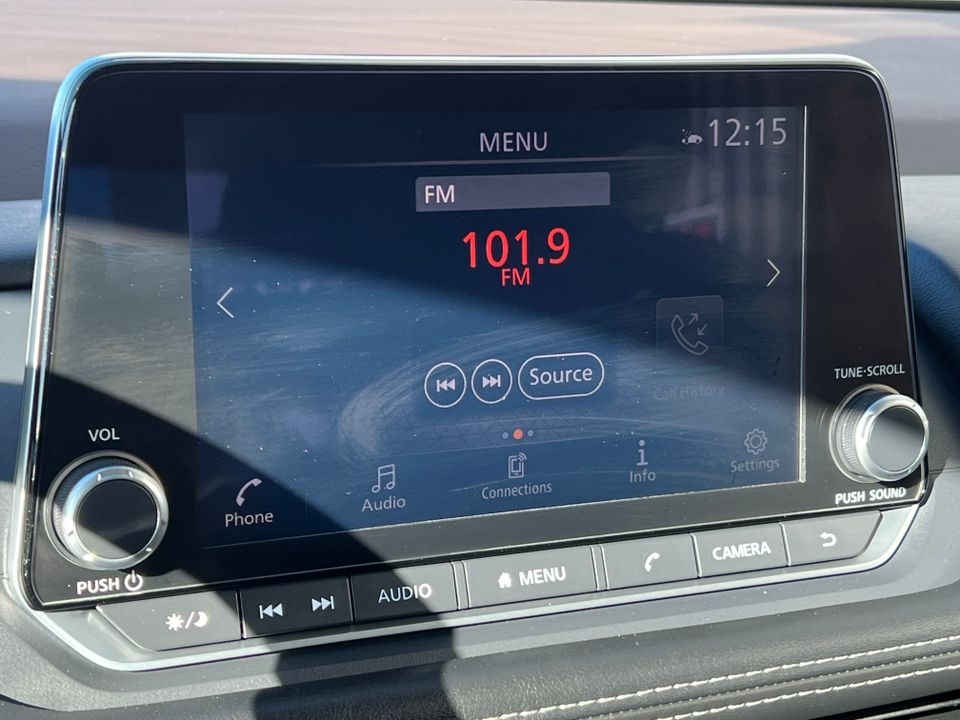 MENU
12:15
FM
101.9
FM
Source
Call History
Phone
Audio
Connections
Info
Settings
VOL
PUSH
TUNE·SCROLL
PUSH SOUND
AUDIO
MENU
CAMERA